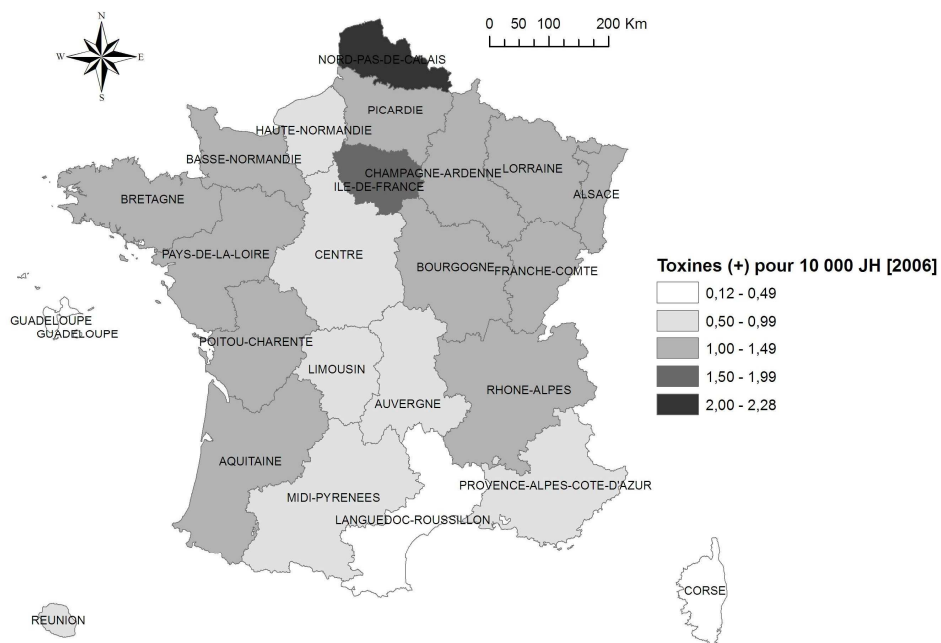 N
W E
S
0 50 100 200 Km
NORD-PAS-DE-CALAIS
PICARDIE
HAUTE-NORMANDIE
BASSE-NORMANDIE
CHAMPAGNE-ARDENNE
LORRAINE
ILE-DE-FRANCE
ALSACE
BRETAGNE
PAYS-DE-LA-LOIRE
CENTRE
BOURGOGNE
FRANCHE-COMTE
Toxines (+) pour 10 000 JH [2006]
0,12 - 0,49
0,50 - 0,99
1,00 - 1,49
1,50 - 1,99
2,00 - 2,28
GUADELOUPE
GUADELOUPE
POITOU-CHARENTE
LIMOUSIN
AUVERGNE
RHONE-ALPES
AQUITAINE
MIDI-PYRENEES
PROVENCE-ALPES-COTE-D'AZUR
LANGUEDOC-ROUSSILLON
CORSE
REUNION